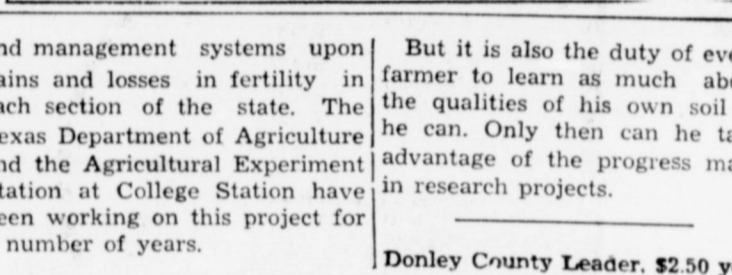 nd management systems upon
ains and losses in fertility in
ach section of the state. The
exas Department of Agriculture
nd the Agricultural Experiment
tation at College Station have
een working on this project for
number of years.
But it is also the duty of eve
farmer to learn as much abo
the qualities of his own soil
he can. Only then can he ta
advantage of the progress ma
in research projects.
Donley County Leader, $2.50 y